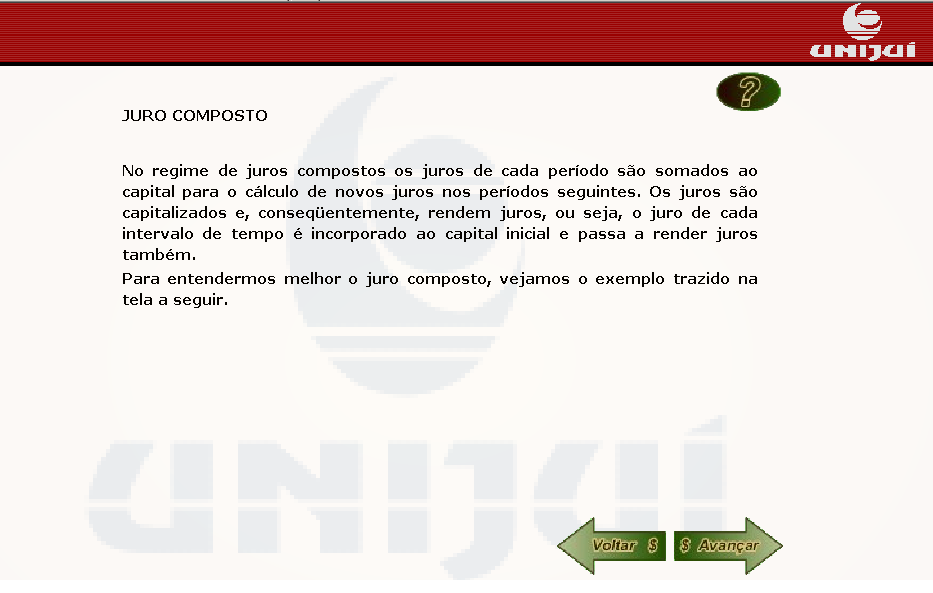 UNIJUÍ
?
JURO COMPOSTO
No regime de juros compostos os juros de cada período são somados ao
capital para o cálculo de novos juros nos períodos seguintes. Os juros são
capitalizados e, conseqüentemente, rendem juros, ou seja, o juro de cada
intervalo de tempo é incorporado ao capital inicial e passa a render juros
também.
Para entendermos melhor o juro composto, vejamos o exemplo trazido na
tela a seguir.
UNIJUÍ
Voltar $ $ Avançar